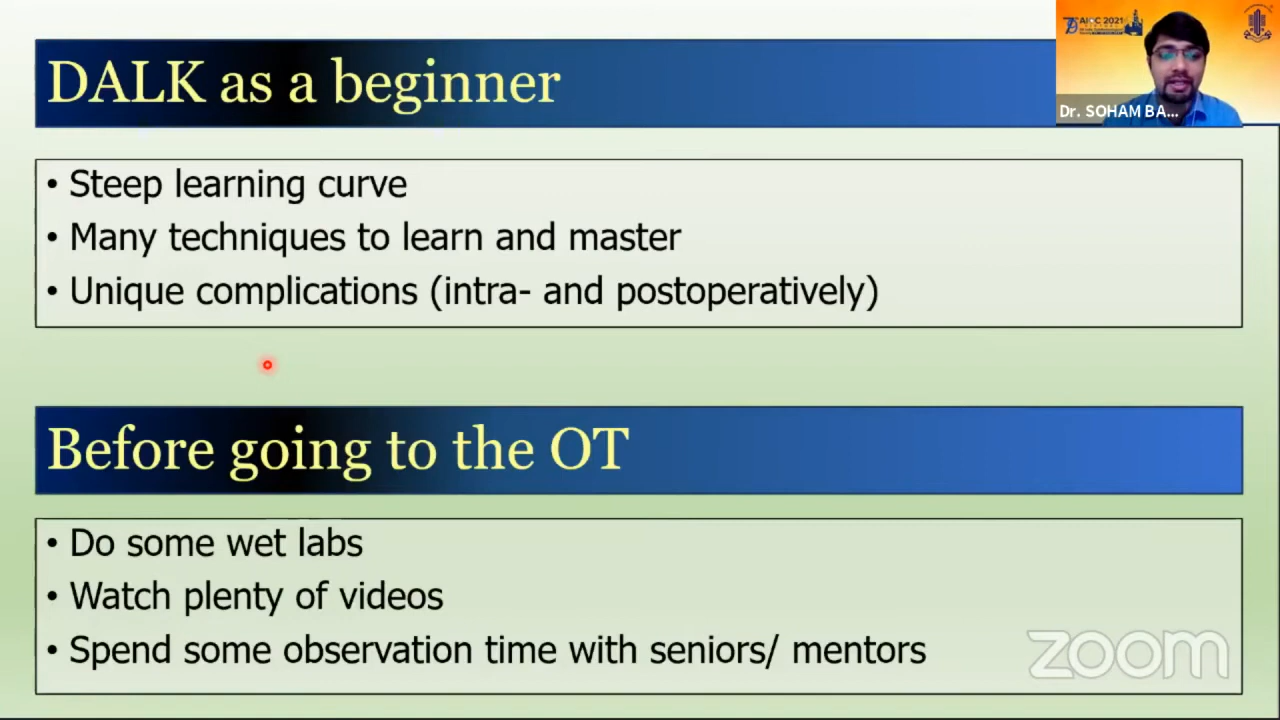 DALK as a beginner
AIOC 2021
Dr. SOHAM BA...
• Steep learning curve
• Many techniques to learn and master
• Unique complications (intra- and postoperatively)
Before going to the OT
• Do some wet labs
• Watch plenty of videos
• Spend some observation time with seniors/ mentors
zoom